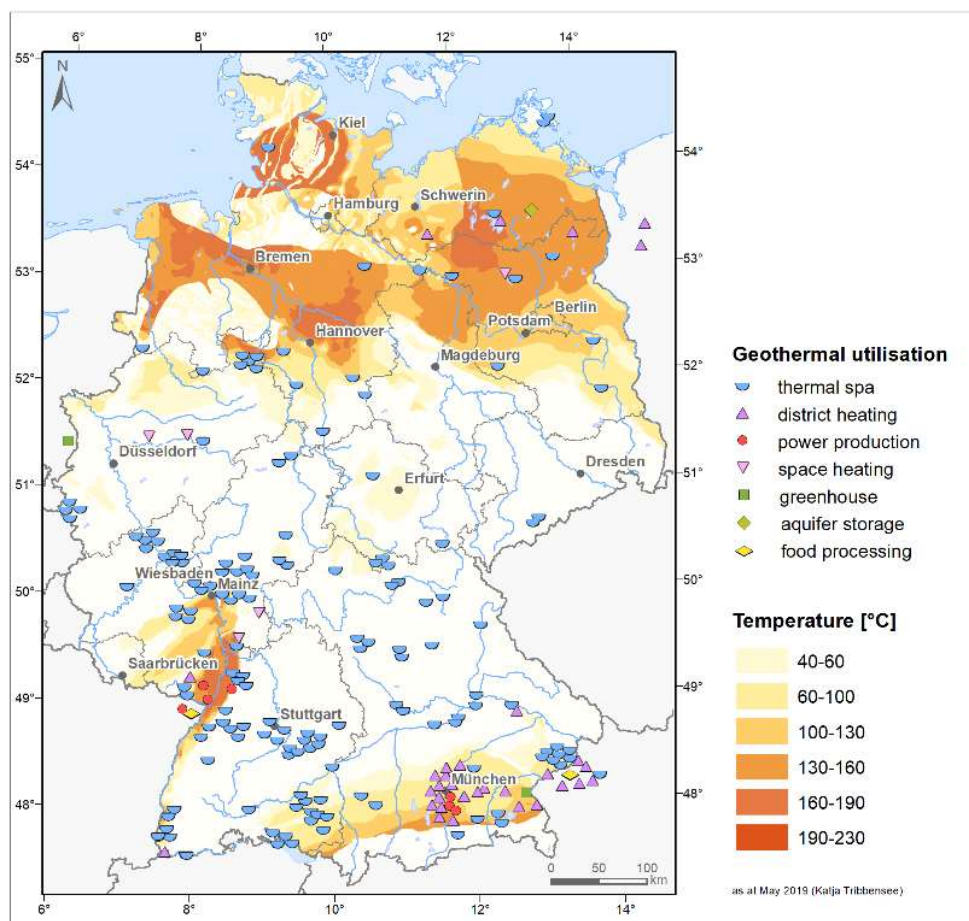 6° 8° 10° 12° 14°
55°
N
Kiel
54° 54°
Schwerin
Hamburg
Bremen
53° 53°
Berlin
Potsdam
Hannover
Magdeburg
52° 52°
Düsseldorf
Dresden
51° Erfurt 51°
Wiesbaden
50° Mainz 50°
Saarbrücken
49° 49°
Stuttgart
München
48° 48°
0 50 100
km
6° 8° 10° 12° 14°
Geothermal utilisation
thermal spa
district heating
power production
space heating
greenhouse
aquifer storage
food processing
Temperature [°C]
40-60
60-100
100-130
130-160
160-190
190-230
as at May 2019 (Katja Tribbensee)